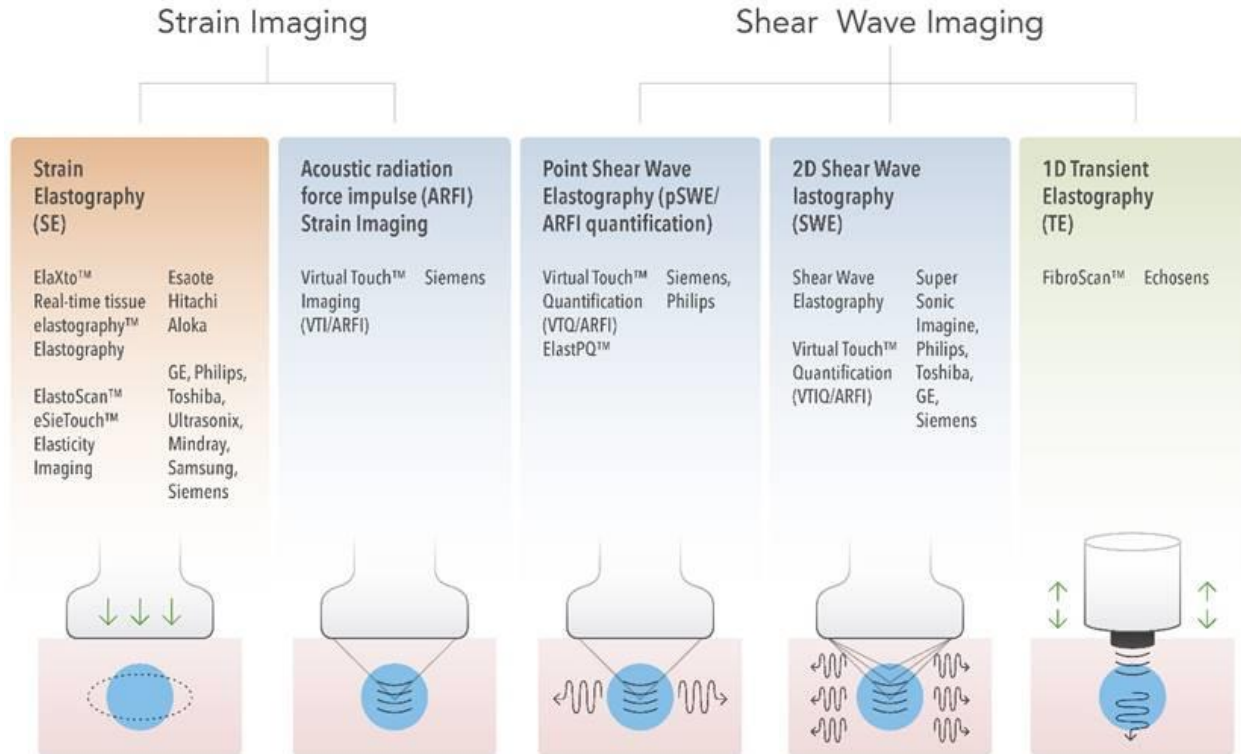 Strain Imaging
Shear Wave Imaging
Strain
Elastography
(SE)
ElaXto™
Real-time tissue
elastography™
Elastography
ElastoScan™
eSieTouch™
Elasticity
Imaging
Esaote
Hitachi
Aloka
GE, Philips,
Toshiba,
Ultrasonix,
Mindray,
Samsung,
Siemens
Acoustic radiation
force impulse (ARFI)
Strain Imaging
Virtual Touch™
Imaging
(VTI/ARFI)
Siemens
Point Shear Wave
Elastography (pSWE/
ARFI quantification)
Virtual Touch™
Quantification
(VTQ/ARFI)
ElastPQ™
Siemens,
Philips
2D Shear Wave
lastography
(SWE)
Shear Wave
Elastography
Virtual Touch™
Quantification
(VTIQ/ARFI)
Super
Sonic
Imagine,
Philips,
Toshiba,
GE,
Siemens
1D Transient
Elastography
(TE)
FibroScan™
Echosens